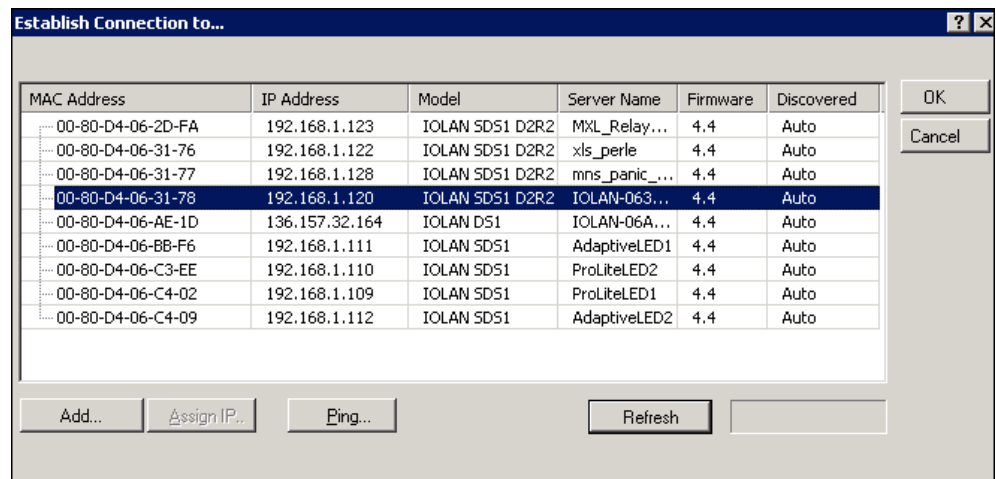 Establish Connection to...
MAC Address IP Address Model Server Name Firmware Discovered
00-80-D4-06-2D-FA 192.168.1.123 IOLAN SDS1 D2R2 MXL_Relay... 4.4 Auto
00-80-D4-06-31-76 192.168.1.122 IOLAN SDS1 D2R2 xls_perle 4.4 Auto
00-80-D4-06-31-77 192.168.1.128 IOLAN SDS1 D2R2 mns_panic_... 4.4 Auto
00-80-D4-06-31-78 192.168.1.120 IOLAN SDS1 D2R2 IOLAN-063... 4.4 Auto
00-80-D4-06-AE-1D 136.157.32.164 IOLAN DS1 IOLAN-06A... 4.4 Auto
00-80-D4-06-BB-F6 192.168.1.111 IOLAN SDS1 AdaptiveLED1 4.4 Auto
00-80-D4-06-C3-EE 192.168.1.110 IOLAN SDS1 ProLiteLED2 4.4 Auto
00-80-D4-06-C4-02 192.168.1.109 IOLAN SDS1 ProLiteLED1 4.4 Auto
00-80-D4-06-C4-09 192.168.1.112 IOLAN SDS1 AdaptiveLED2 4.4 Auto
OK
Cancel
Add... Assign IP.. Ping... Refresh